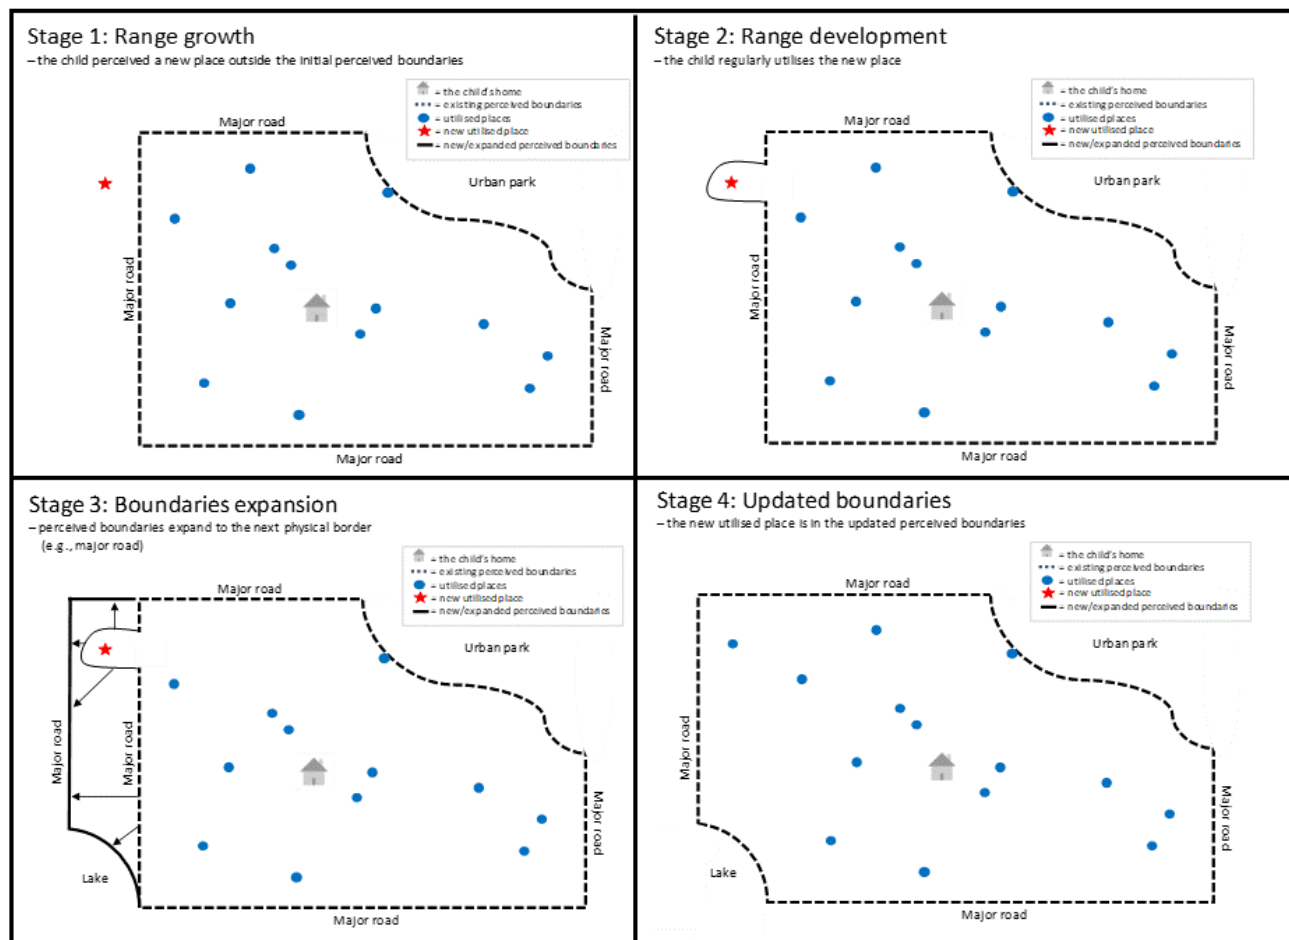 Stage 1: Range growth
– the child perceived a new place outside the initial perceived boundaries
= the child's home
= existing perceived boundaries
= utilised places
= new utilised place
= new/expanded perceived boundaries
Major road
Urban park
Major road
Major road
Major road
Stage 2: Range development
– the child regularly utilises the new place
= the child's home
= existing perceived boundaries
= utilised places
= new utilised place
= new/expanded perceived boundaries
Major road
Urban park
Major road
Major road
Major road
Stage 3: Boundaries expansion
– perceived boundaries expand to the next physical border
(e.g., major road)
= the child's home
= existing perceived boundaries
= utilised places
= new utilised place
= new/expanded perceived boundaries
Major road
Urban park
Major road
Major road
Major road
Lake
Major road
Stage 4: Updated boundaries
– the new utilised place is in the updated perceived boundaries
= the child's home
= existing perceived boundaries
= utilised places
= new utilised place
= new/expanded perceived boundaries
Major road
Urban park
Major road
Major road
Lake
Major road